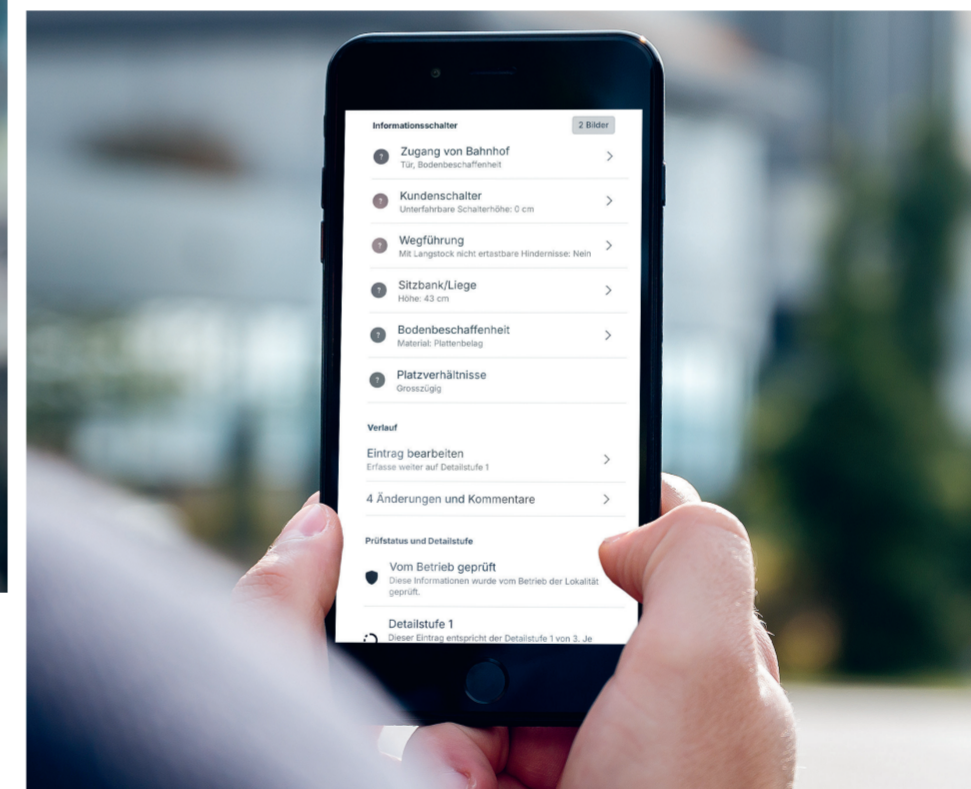 Informationsschalter
2 Bilder
Zugang von Bahnhof
Tür, Bodenbeschaffenheit
Kundenschalter
Unterfahrbare Schalterhöhe: 0 cm
Wegführung
Mit Langstock nicht ertastbare Hindernisse: Nein
Sitzbank/Liege
Höhe: 43 cm
Bodenbeschaffenheit
Material: Plattenbelag
Platzverhältnisse
Grosszügig
Verlauf
Eintrag bearbeiten
Erfasse weiter auf Detailstufe 1
4 Änderungen und Kommentare
Prüfstatus und Detailstufe
Vom Betrieb geprüft
Diese Informationen wurde vom Betrieb der Lokalität
geprüft.
Detailstufe 1
Dieser Eintrag entspricht der Detailstufe 1 von 3. Je